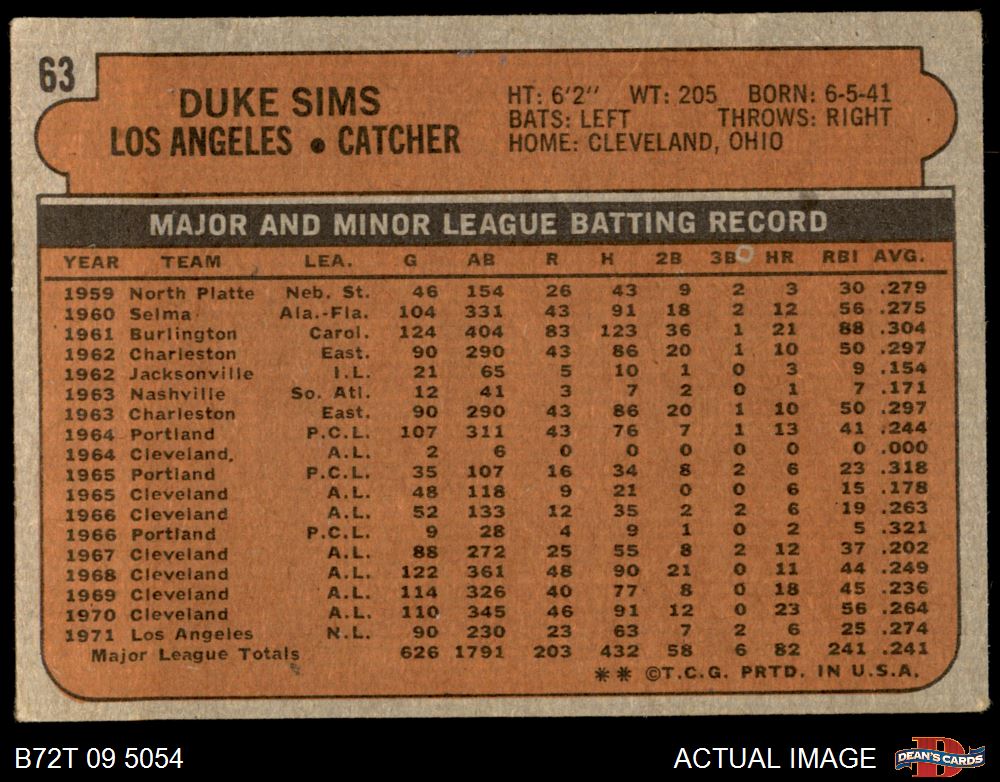 63
DUKE SIMS
LOS ANGELES • CATCHER
HT: 6'2" WT: 205 BORN: 6-5-41
BATS: LEFT THROWS: RIGHT
HOME: CLEVELAND, OHIO
MAJOR AND MINOR LEAGUE BATTING RECORD
YEAR TEAM LEA. G AB R H 2B 3B HR RBI AVG.
1959 North Platte Neb. St. 46 154 26 43 9 2 3 30 .279
1960 Selma Ala.-Fla. 104 331 43 91 18 2 12 56 .275
1961 Burlington Carol. 124 404 83 123 36 1 21 88 .304
1962 Charleston East. 90 290 43 86 20 1 10 50 .297
1962 Jacksonville I.L. 21 65 5 10 1 0 3 9 .154
1963 Nashville So. Atl. 12 41 3 7 2 0 1 7 .171
1963 Charleston East. 90 290 43 86 20 1 10 50 .297
1964 Portland P.C.L. 107 311 43 76 7 1 13 41 .244
1964 Cleveland, A.L. 2 6 0 0 0 0 0 0 .000
1965 Portland P.C.L. 35 107 16 34 8 2 6 23 .318
1965 Cleveland A.L. 48 118 9 21 0 0 6 15 .178
1966 Cleveland A.L. 52 133 12 35 2 2 6 19 .263
1966 Portland P.C.L. 9 28 4 9 1 0 2 5 .321
1967 Cleveland A.L. 88 272 25 55 8 2 12 37 .202
1968 Cleveland A.L. 122 361 48 90 21 0 11 44 .249
1969 Cleveland A.L. 114 326 40 77 8 0 18 45 .236
1970 Cleveland A.L. 110 345 46 91 12 0 23 56 .264
1971 Los Angeles N.L. 90 230 23 63 7 2 6 25 .274
Major League Totals 626 1791 203 432 58 6 82 241 .241
** ©T.C.G. PRTD. IN U.S.A.
B72T 09 5054
ACTUAL IMAGE
D
DEAN'S CARDS